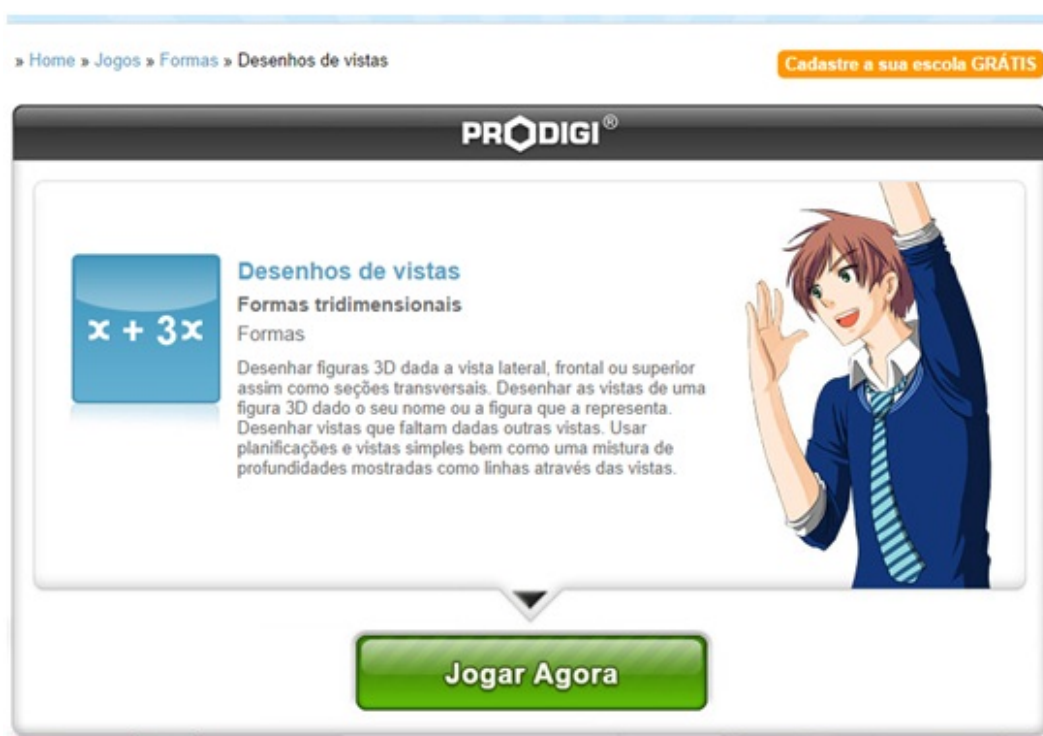 » Home » Jogos » Formas » Desenhos de vistas
Cadastre a sua escola GRÁTIS
PRODIGI®
x + 3x
Desenhos de vistas
Formas tridimensionais
Formas
Desenhar figuras 3D dada a vista lateral, frontal ou superior
assim como seções transversais. Desenhar as vistas de uma
figura 3D dado o seu nome ou a figura que a representa.
Desenhar vistas que faltam dadas outras vistas. Usar
planificações e vistas simples bem como uma mistura de
profundidades mostradas como linhas através das vistas.
Jogar Agora